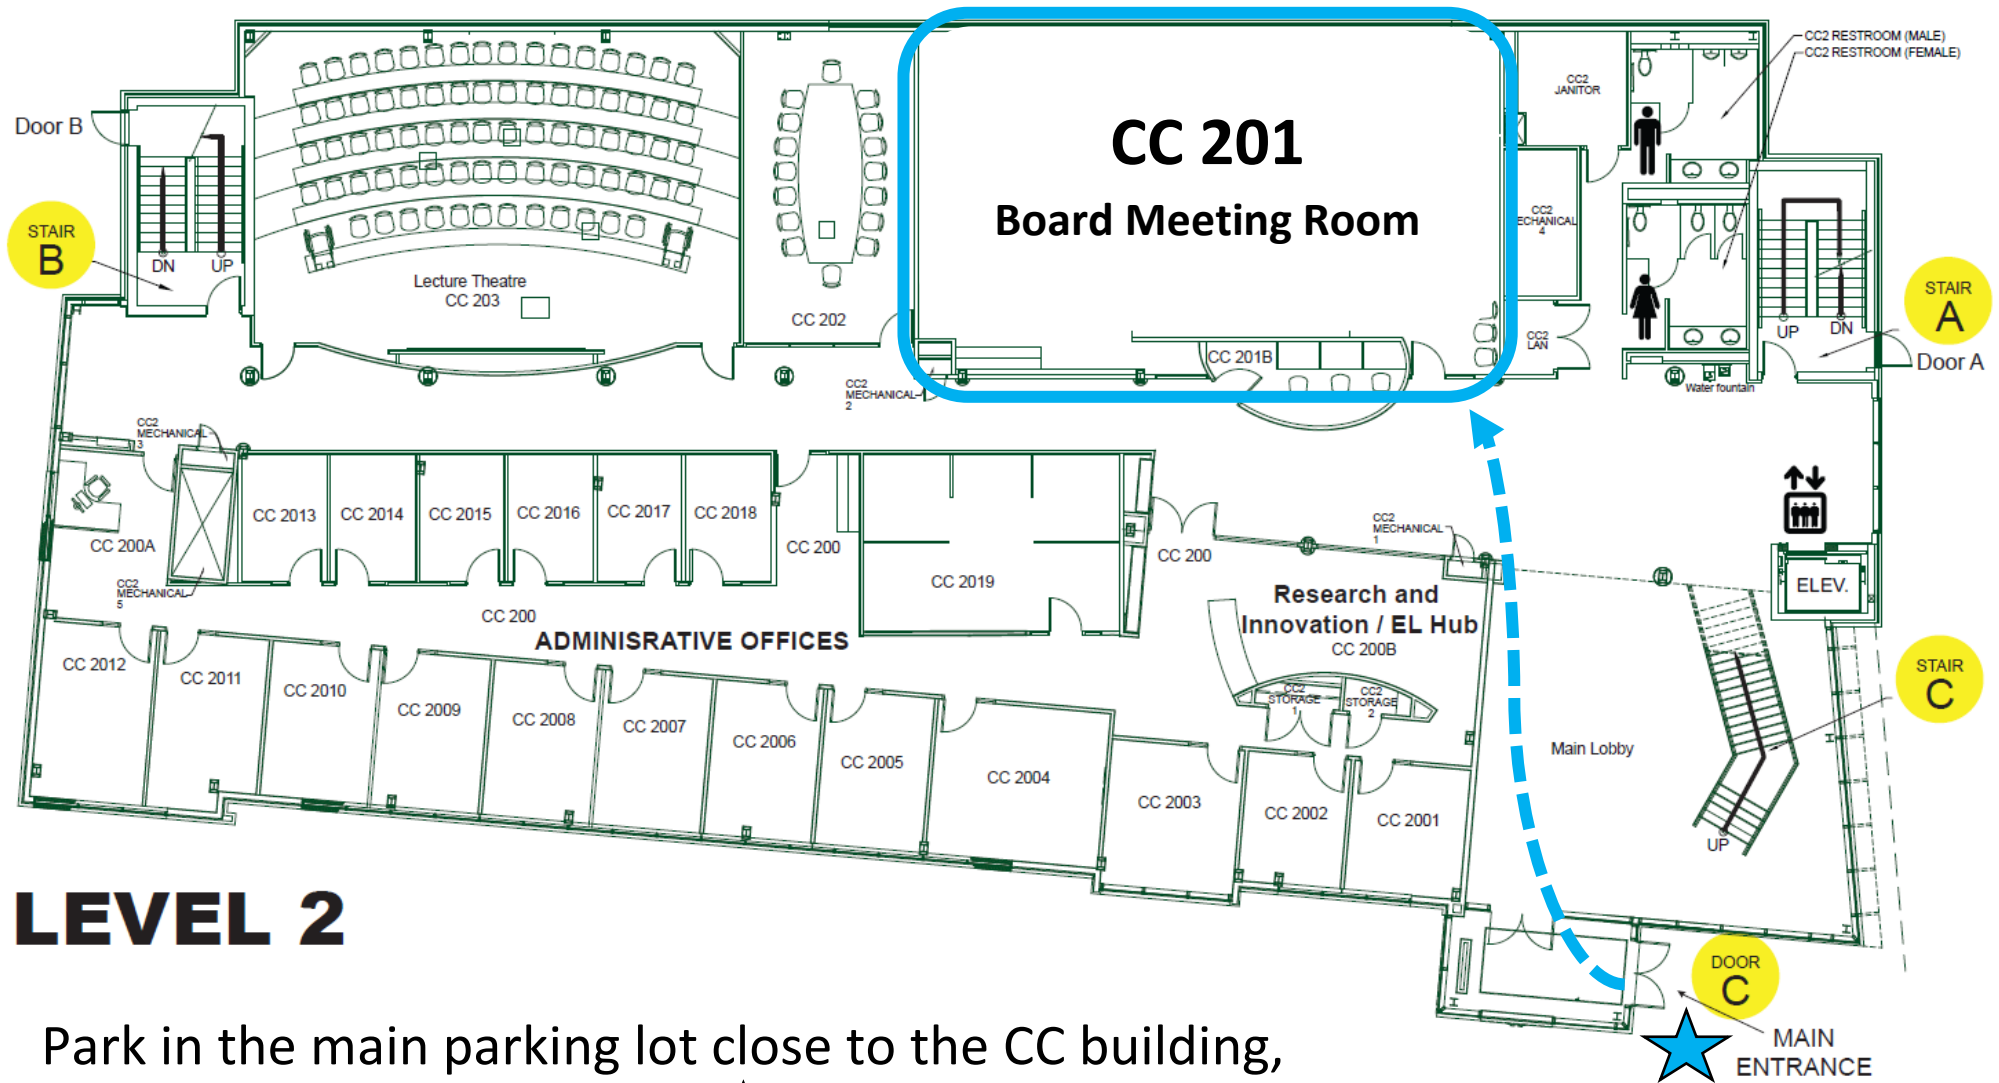 CC2 RESTROOM (MALE)
CC2 RESTROOM (FEMALE)
CC2
JANITOR
Door B
CC 201
Board Meeting Room
STAIR
B
DN
UP
CC2
ECHANICAL
4
Lecture Theatre
CC 203
CC 202
STAIR
A
UP
DN
CC2
LAN
CC 201B
Door A
Water fountain
CC2
MECHANICAL
2
CC2
MECHANICAL
3
CC 2013
CC 2014
CC 2015
CC 2016
CC 2017
CC 2018
CC 200
CC 200A
CC2
MECHANICAL
5
CC 2019
CC 200
CC2
MECHANICAL
1
ELEV.
Research and
Innovation / EL Hub
CC 200B
CC 200
ADMINISRATIVE OFFICES
CC2
STORAGE
1
CC2
STORAGE
2
STAIR
C
Main Lobby
UP
CC 2012
CC 2011
CC 2010
CC 2009
CC 2008
CC 2007
CC 2006
CC 2005
CC 2004
CC 2003
CC 2002
CC 2001
LEVEL 2
DOOR
C
MAIN
ENTRANCE
Park in the main parking lot close to the CC building,